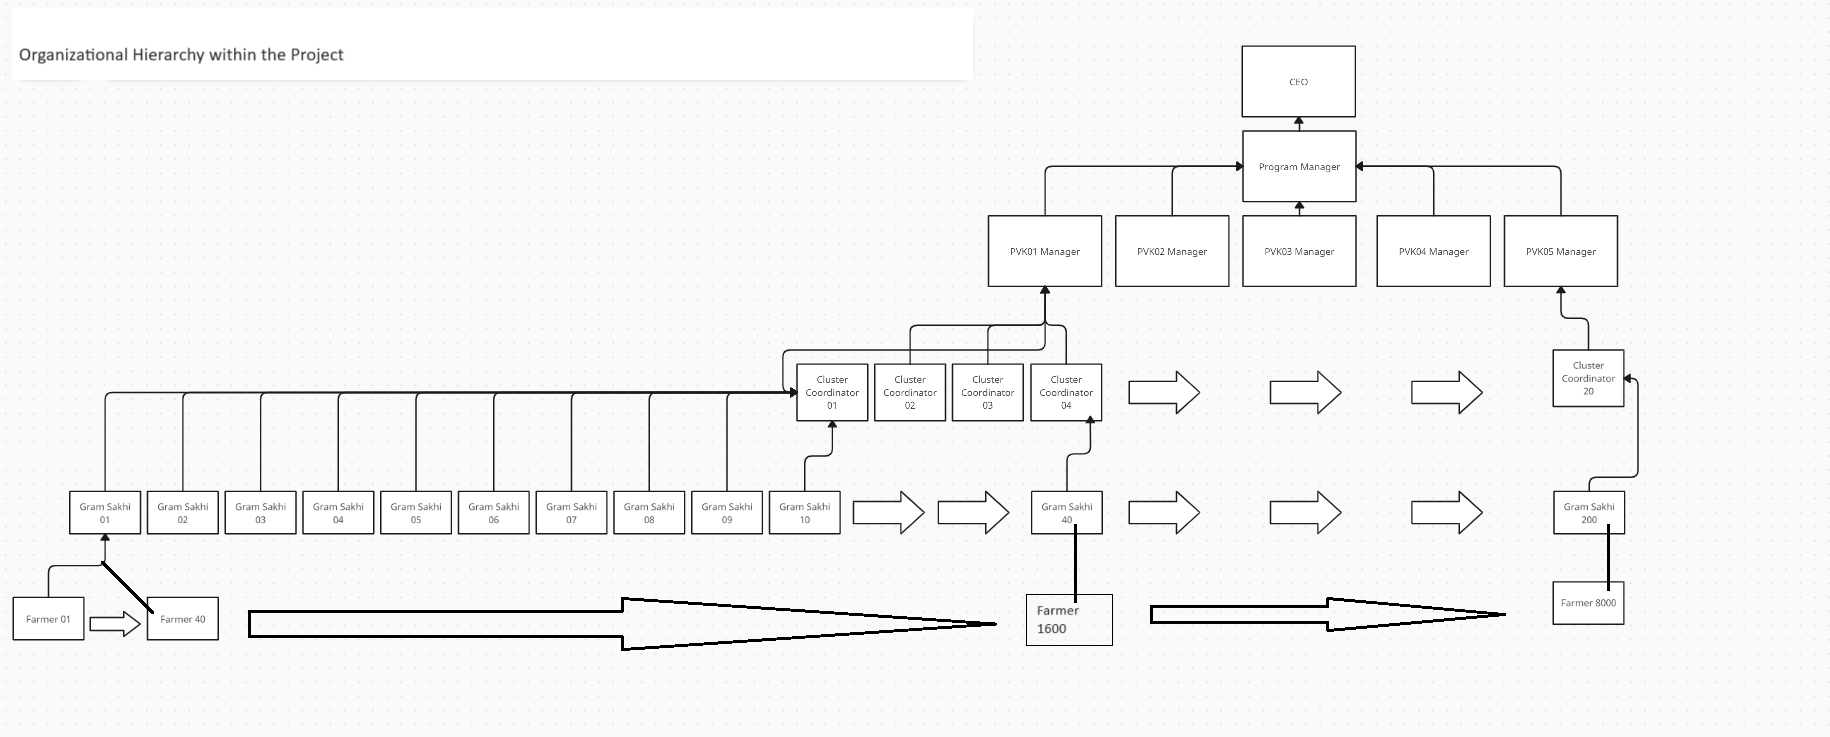 Organizational Hierarchy within the Project
CEO
Program Manager
PVK01 Manager
PVK02 Manager
PVK03 Manager
PVK04 Manager
PVK05 Manager
Cluster
Coordinator
01
Cluster
Coordinator
02
Cluster
Coordinator
03
Cluster
Coordinator
04
Cluster
Coordinator
20
Gram Sakhi
01
Gram Sakhi
02
Gram Sakhi
03
Gram Sakhi
04
Gram Sakhi
05
Gram Sakhi
06
Gram Sakhi
07
Gram Sakhi
08
Gram Sakhi
09
Gram Sakhi
10
Gram Sakhi
40
Gram Sakhi
200
Farmer 01
Farmer 40
Farmer
1600
Farmer 8000